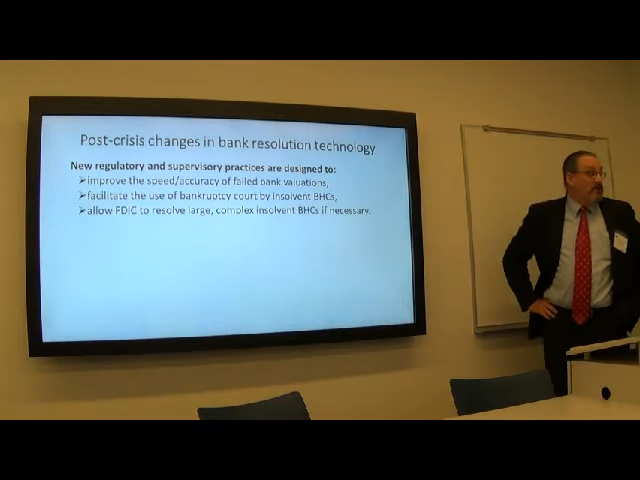 Post-crisis changes in bank resolution technology
New regulatory and supervisory practices are designed to:
➢improve the speed/accuracy of failed bank valuations,
➢facilitate the use of bankruptcy court by insolvent BHCs,
➢allow FDIC to resolve large, complex insolvent BHCs if necessary.